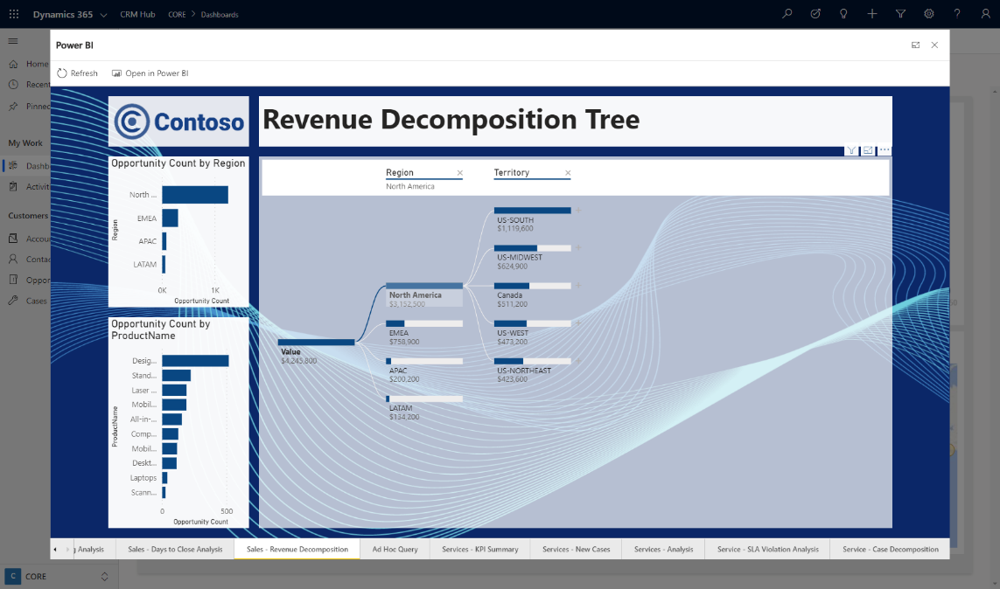 Dynamics 365
CRM Hub
CORE
Dashboards
Power BI
Refresh
Open in Power BI
Home
Recent
Pinned
My Work
Dashb
Activit
Customers
Accou
Conta
Oppor
Cases
CORE
C
Contoso
Revenue Decomposition Tree
Opportunity Count by Region
Region
North ...
EMEA
APAC
LATAM
0K
1K
Opportunity Count
Opportunity Count by
ProductName
ProductName
Desig...
Stand...
Laser ...
Mobil...
All-in-...
Comp...
Mobil...
Deskt...
Laptops
Scann...
0
500
Opportunity Count
Region
North America
Territory
Value
$4,245,800
North America
$3,152,500
EMEA
$758,900
APAC
$200,200
LATAM
$134,200
US-SOUTH
$1,119,600
US-MIDWEST
$624,900
Canada
$511,200
US-WEST
$473,200
US-NORTHEAST
$423,600
g Analysis
Sales - Days to Close Analysis
Sales - Revenue Decomposition
Ad Hoc Query
Services - KPI Summary
Services - New Cases
Services - Analysis
Service - SLA Violation Analysis
Service - Case Decomposition